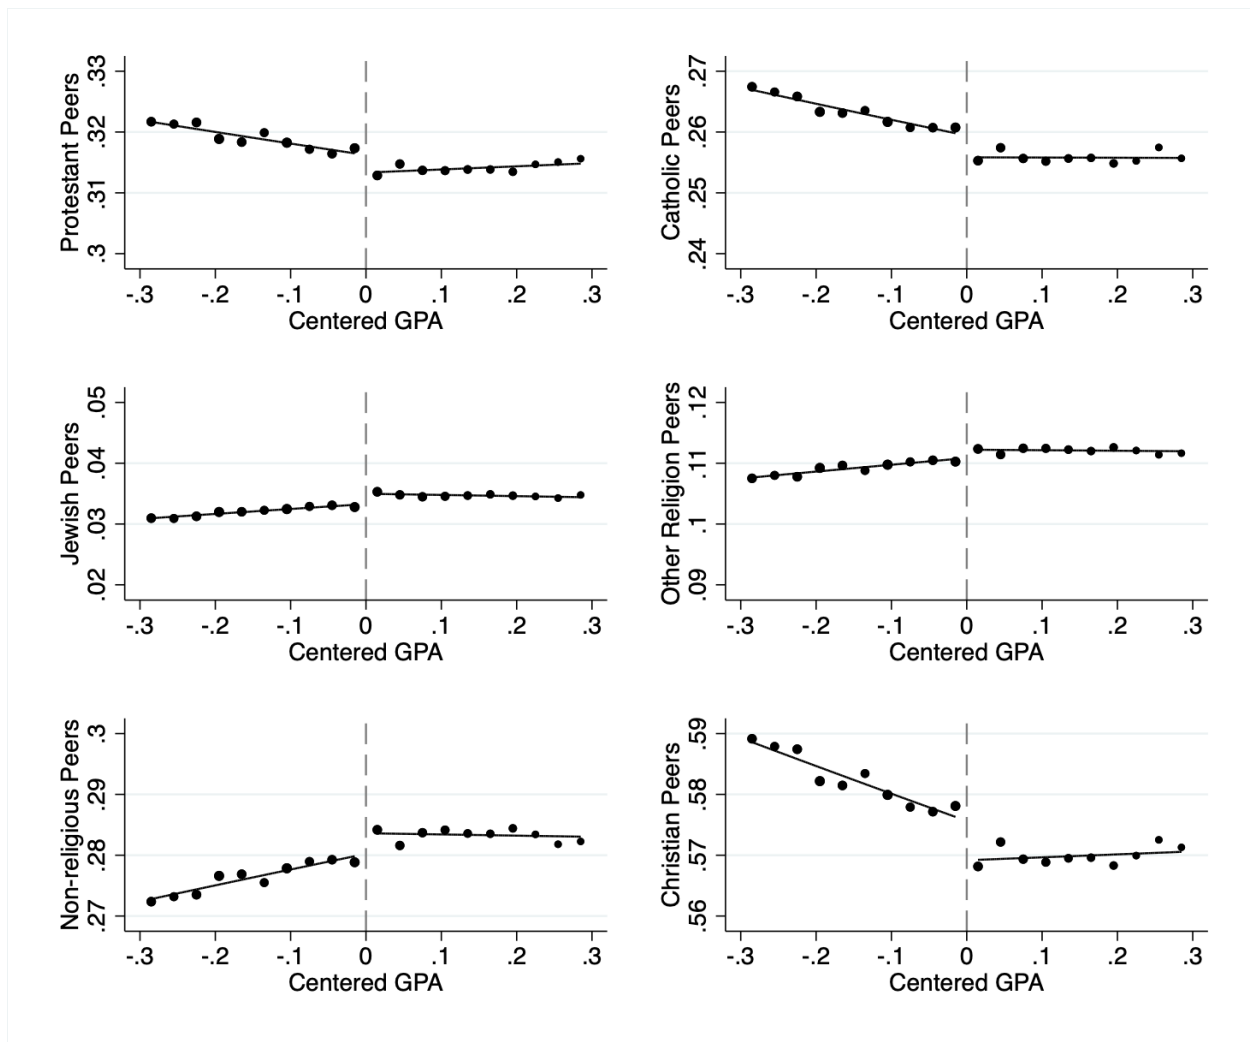 Protestant Peers
.33
.32
.31
.3
-.3 -.2 -.1 0 .1 .2 .3
Centered GPA
Catholic Peers
.27
.26
.25
.24
-.3 -.2 -.1 0 .1 .2 .3
Centered GPA
Jewish Peers
.05
.04
.03
.02
-.3 -.2 -.1 0 .1 .2 .3
Centered GPA
Other Religion Peers
.12
.11
.1
.09
-.3 -.2 -.1 0 .1 .2 .3
Centered GPA
Non-religious Peers
.3
.29
.28
.27
-.3 -.2 -.1 0 .1 .2 .3
Centered GPA
Christian Peers
.59
.58
.57
.56
-.3 -.2 -.1 0 .1 .2 .3
Centered GPA